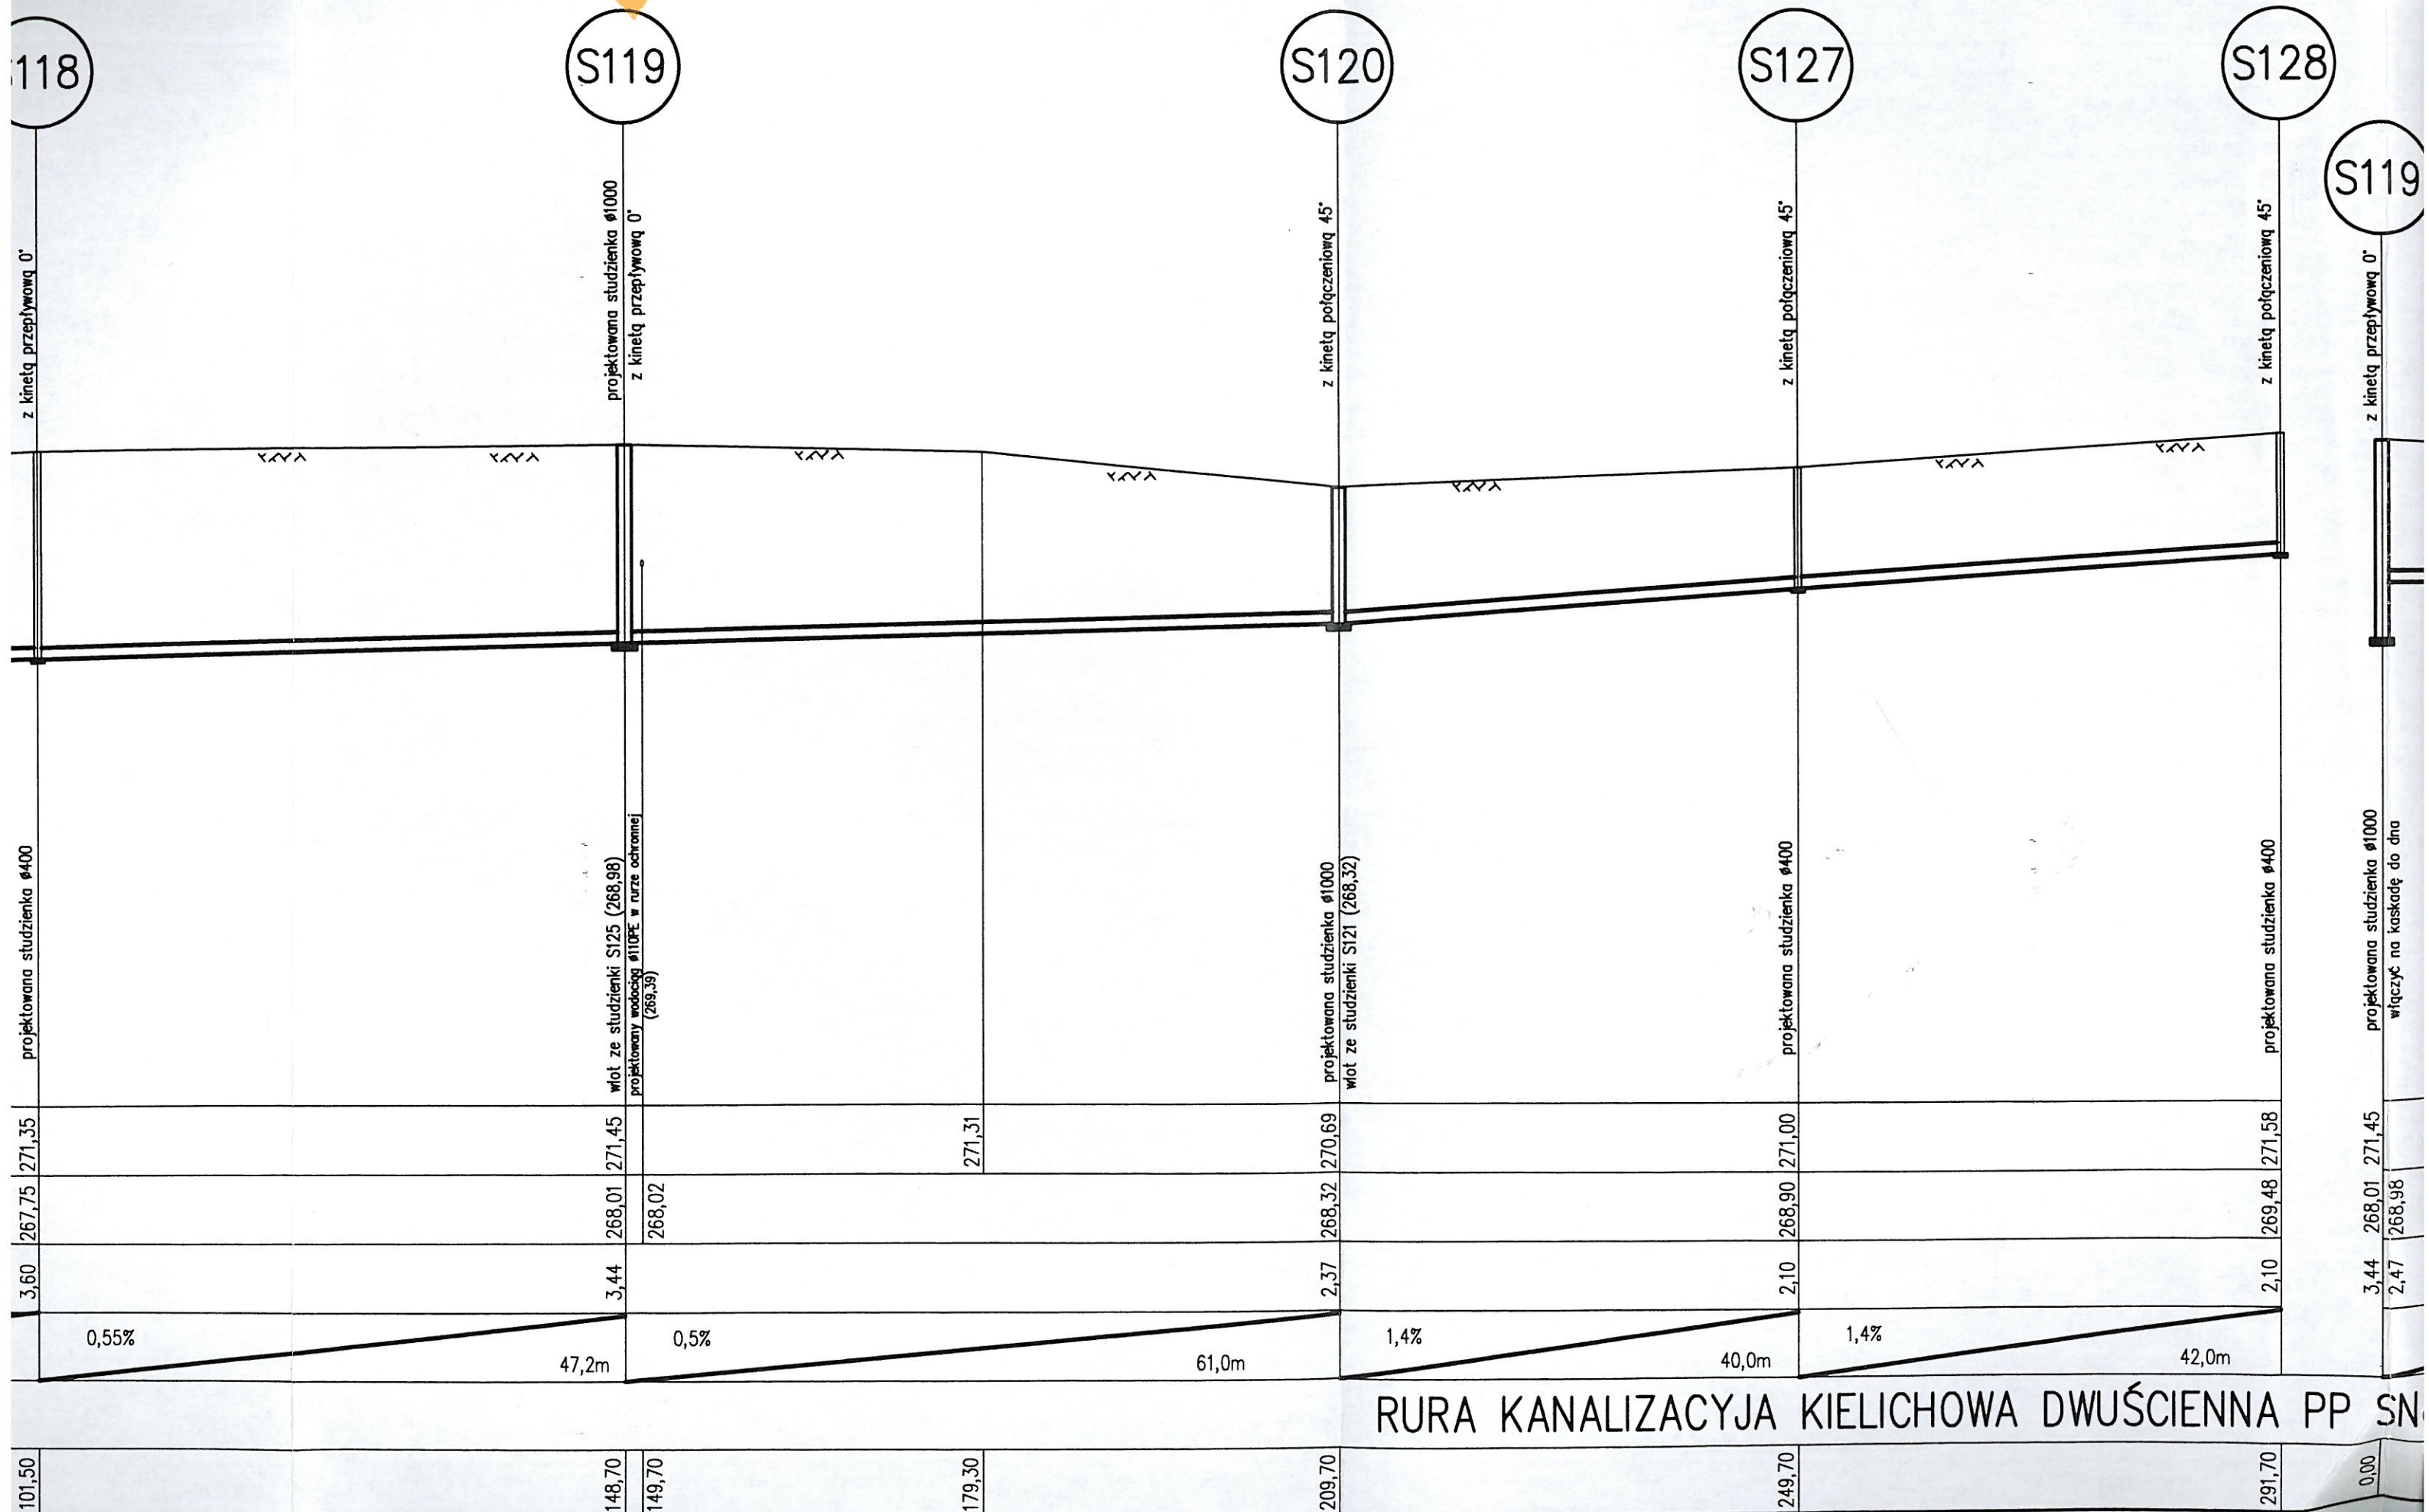 S118
S119
S120
S127
S128
S119
z kinetą przepływową 0°
projektowana studzienka ø1000
z kinetą przepływową 0°
z kinetą połączeniową 45°
z kinetą połączeniową 45°
z kinetą połączeniową 45°
z kinetą przepływową 0°
projektowana studzienka ø400
wlot ze studzienki S125 (268,98)
projektowany wodociąg ø110PE w rurze ochronnej
(269,39)
projektowana studzienka ø1000
wlot ze studzienki S121 (268,32)
projektowana studzienka ø400
projektowana studzienka ø400
projektowana studzienka ø1000
włączyć na kaskadę do dna
271,35
271,45
271,31
270,69
271,00
271,58
271,45
267,75
268,01
268,02
268,32
268,90
269,48
268,01
268,98
3,60
3,44
2,37
2,10
2,10
3,44
2,47
0,55%
47,2m
0,5%
61,0m
1,4%
40,0m
1,4%
42,0m
RURA KANALIZACYJA KIELICHOWA DWUŚCIENNA PP SN
101,50
148,70
149,70
179,30
209,70
249,70
291,70
0,00